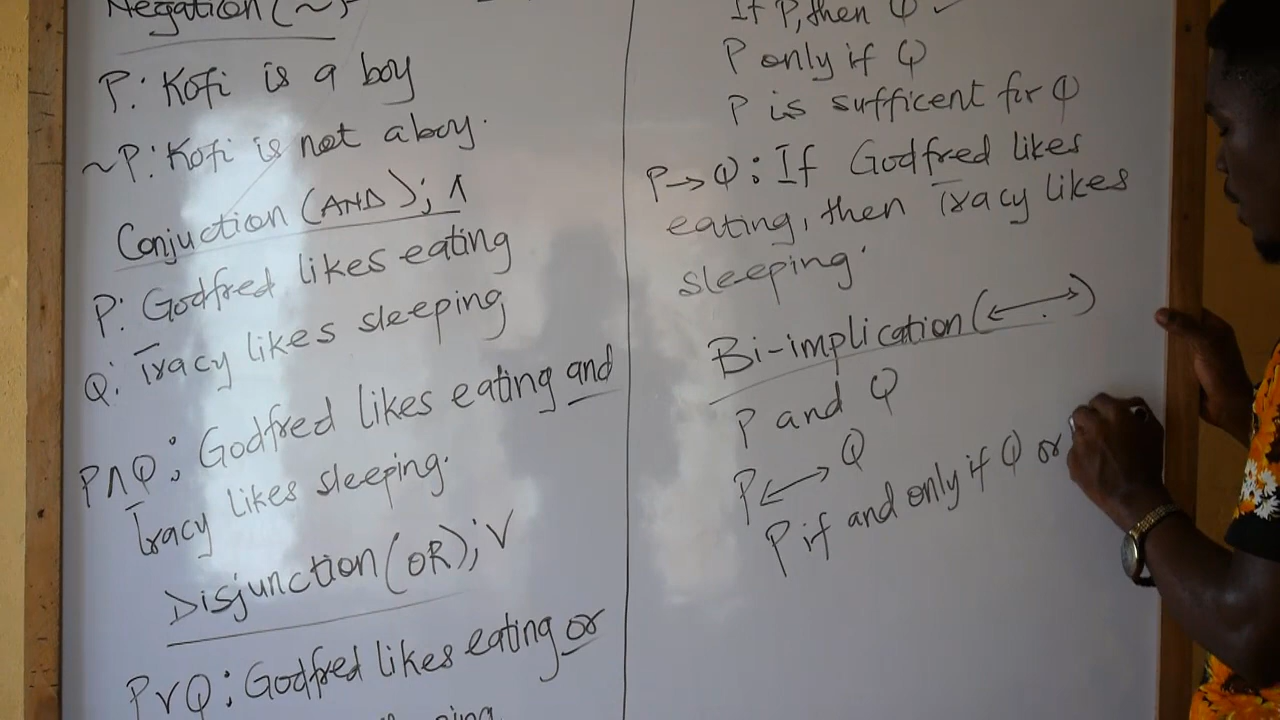 Negation (~)
P: Kofi is a boy
~P: Kofi is not a boy.
Conjuction (AND); ∧
P: Godfred likes eating
Q: Tracy likes sleeping
P∧Q; Godfred likes eating and
Tracy likes sleeping.
Disjunction (OR); V
PVQ; Godfred likes eating or
If P, then Q ✓
P only if Q
P is sufficent for Q
P→Q: If Godfred likes
eating, then Tracy likes
sleeping.
Bi-implication (↔)
P and Q
P↔Q
P if and only if Q or